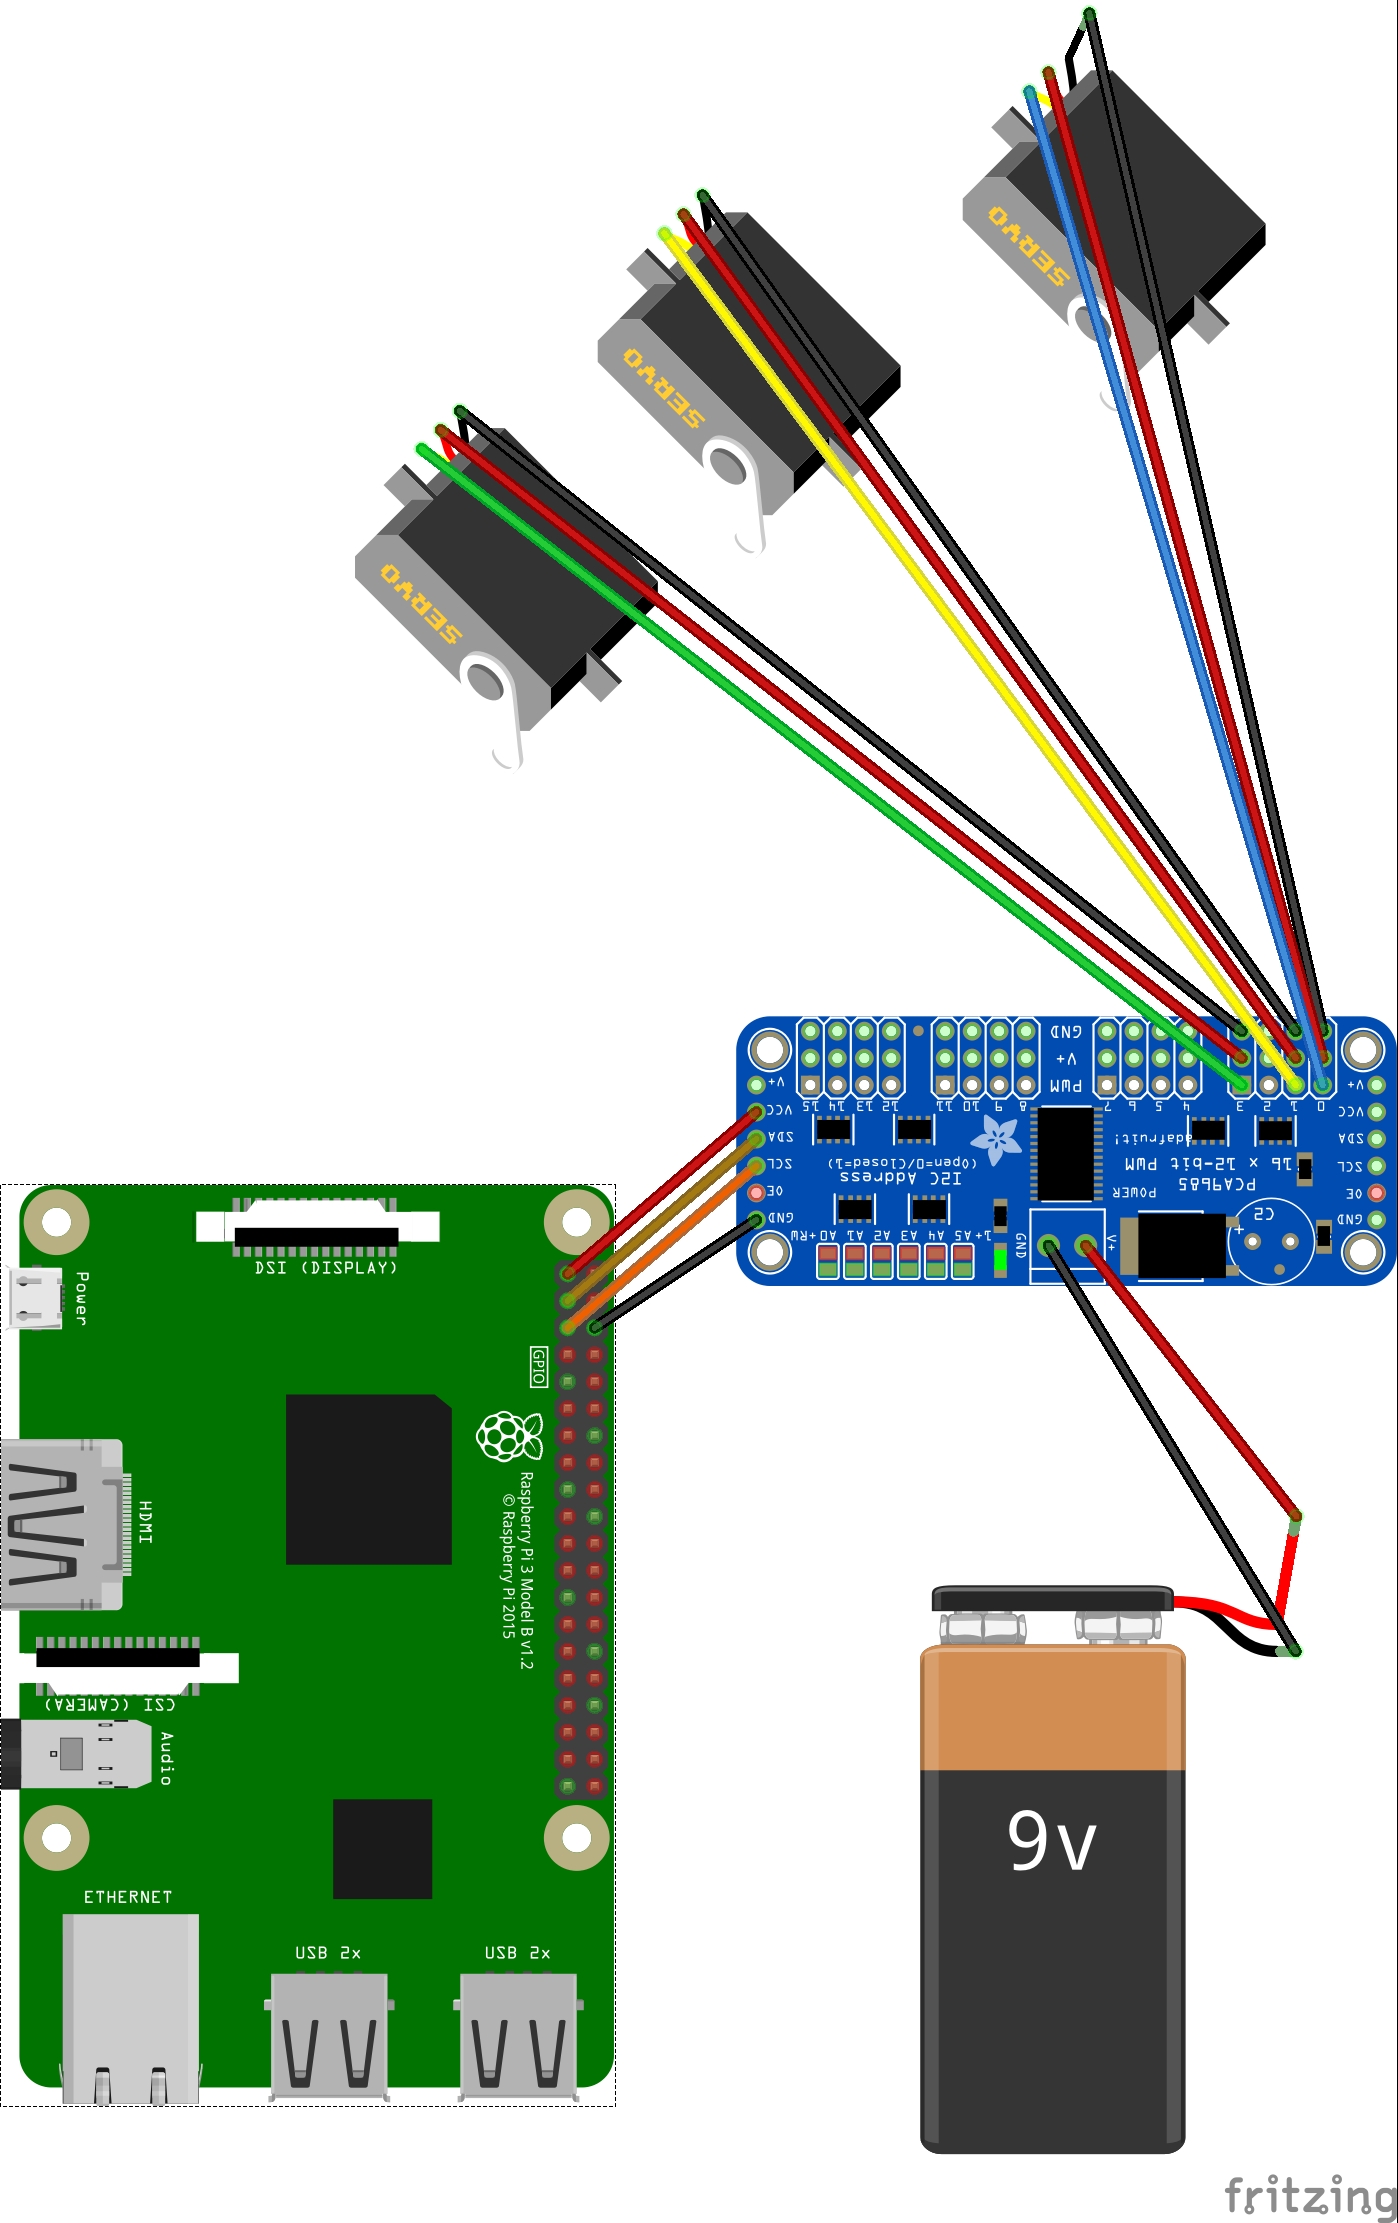 SERVO
SERVO
SERVO
GND
V+
PWM
15 14 13 12 11 10 9 8 7 6 5 4 3 2 1 0
V+
VCC
SDA
SCL
OE
GND
V+
VCC
SDA
SCL
OE
GND
adafruit!
16 x 12-bit PWM
PCA9685
POWER
(Open=0/Closed=1)
I2C Address
RW+A0 A1 A2 A3 A4 A5 +1
GND
V+
C2
+
DSI (DISPLAY)
Power
GPIO
HDMI
Raspberry Pi 3 Model B v1.2
© Raspberry Pi 2015
CSI (CAMERA)
Audio
ETHERNET
USB 2x
USB 2x
9v
fritzing